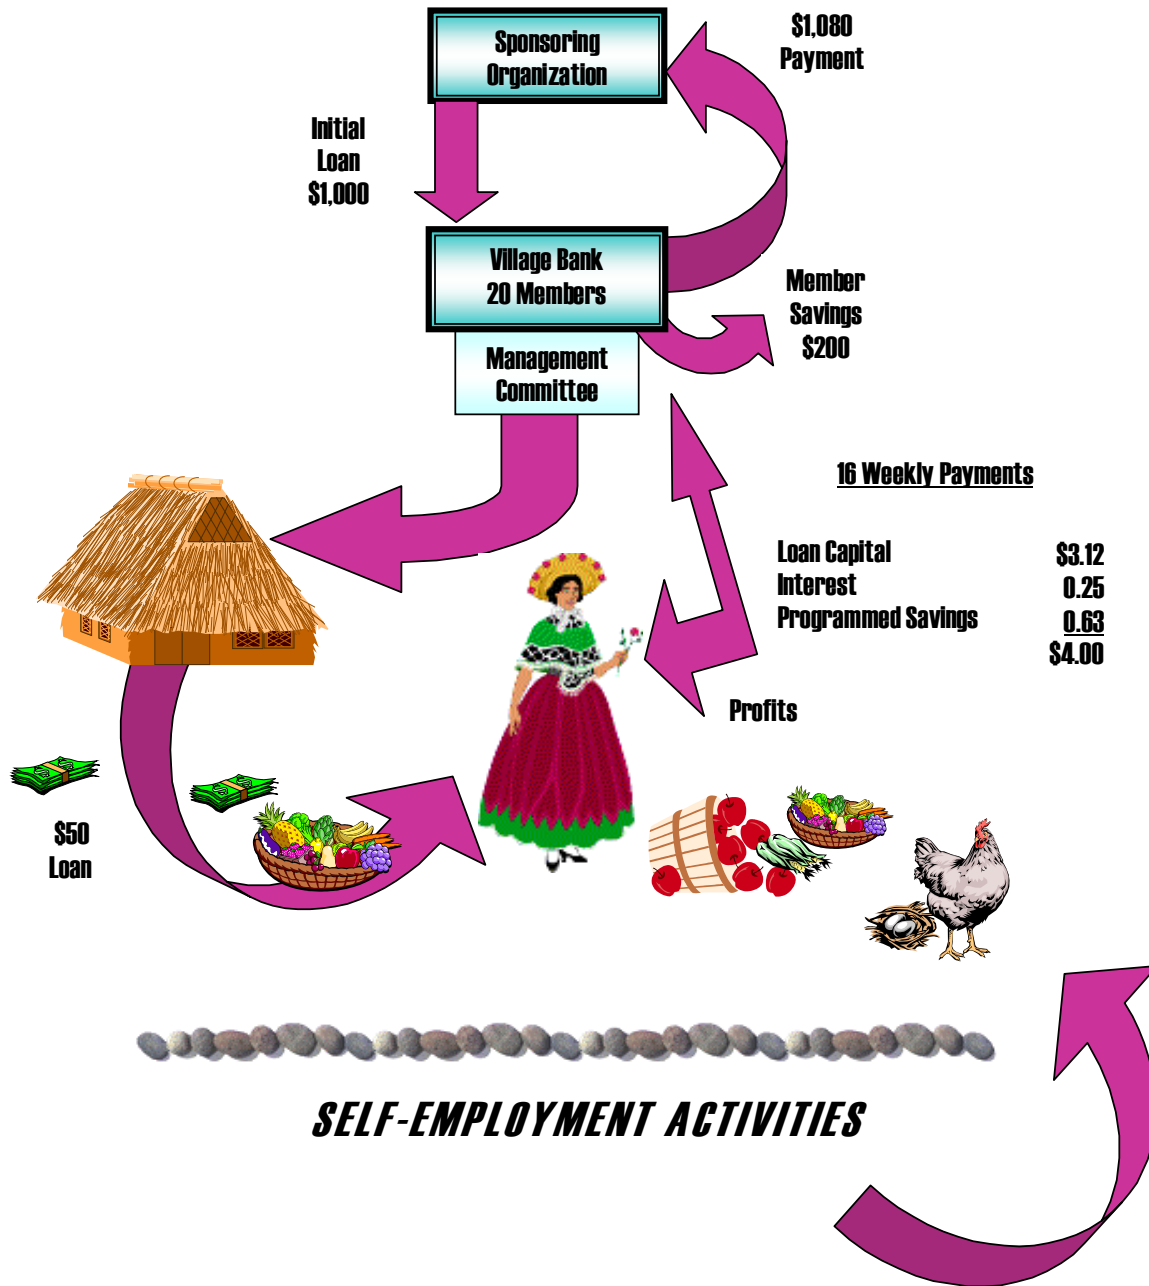 Sponsoring
Organization
$1,080
Payment
Initial
Loan
$1,000
Village Bank
20 Members
Member
Savings
$200
Management
Committee
16 Weekly Payments
Loan Capital $3.12
Interest 0.25
Programmed Savings 0.63
$4.00
Profits
$50
Loan
SELF-EMPLOYMENT ACTIVITIES